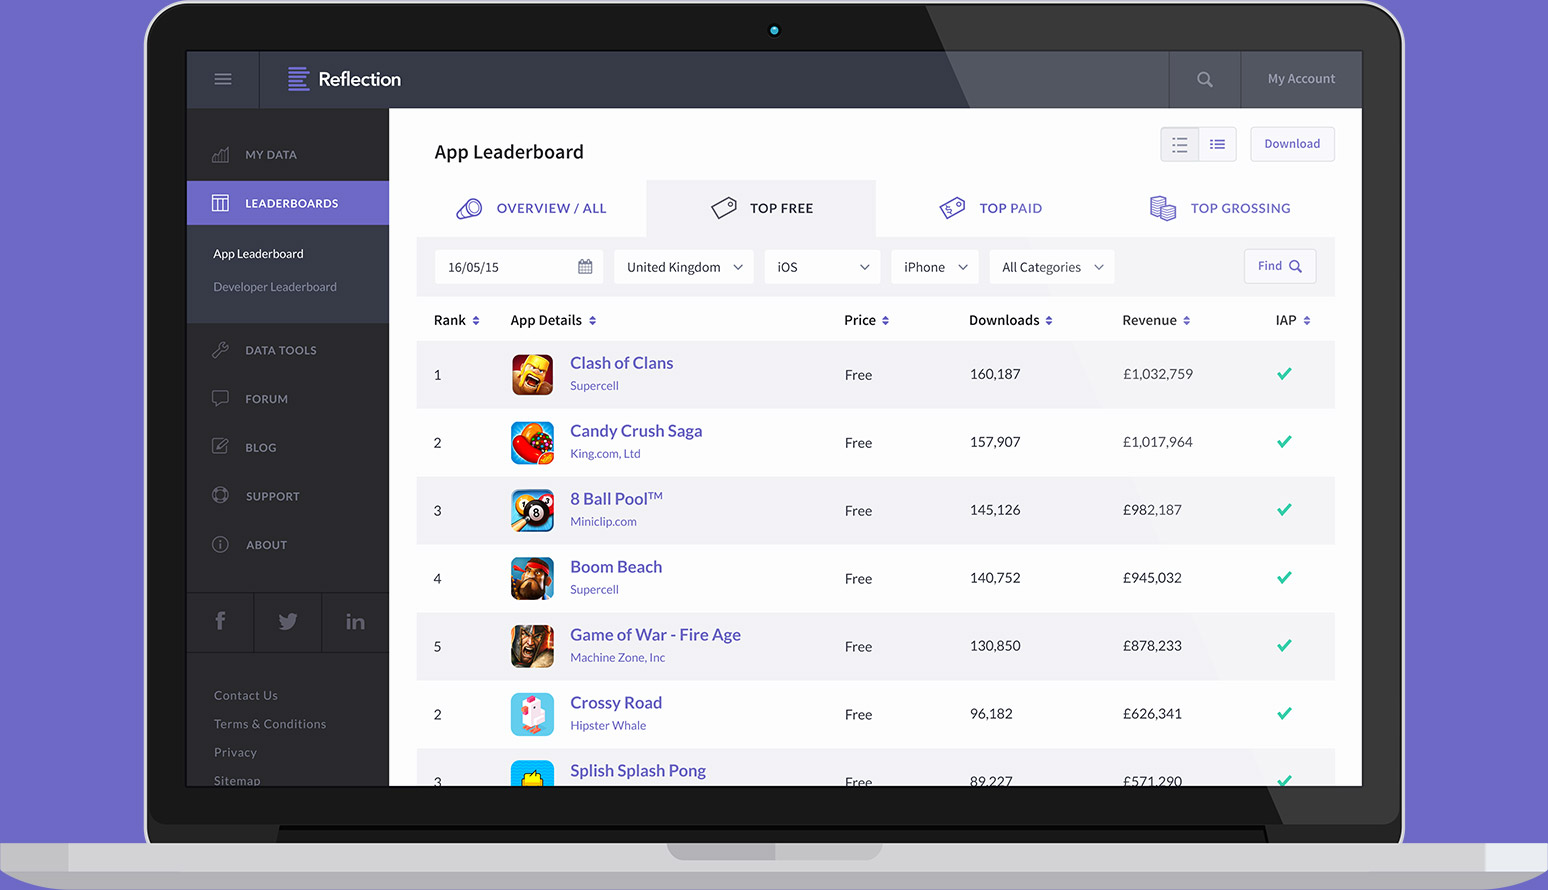 Reflection
My Account
MY DATA
LEADERBOARDS
App Leaderboard
Developer Leaderboard
DATA TOOLS
FORUM
BLOG
SUPPORT
ABOUT
f
in
Contact Us
Terms & Conditions
Privacy
Sitemap
App Leaderboard
Download
OVERVIEW / ALL
TOP FREE
$ TOP PAID
TOP GROSSING
16/05/15 United Kingdom iOS iPhone All Categories Find
Rank App Details Price Downloads Revenue IAP
1 Clash of Clans Free 160,187 £1,032,759
Supercell
2 Candy Crush Saga Free 157,907 £1,017,964
King.com, Ltd
3 8 Ball Pool™ Free 145,126 £982,187
Miniclip.com
4 Boom Beach Free 140,752 £945,032
Supercell
5 Game of War - Fire Age Free 130,850 £878,233
Machine Zone, Inc
2 Crossy Road Free 96,182 £626,341
Hipster Whale
3 Splish Splash Pong Free 89,227 £571,290